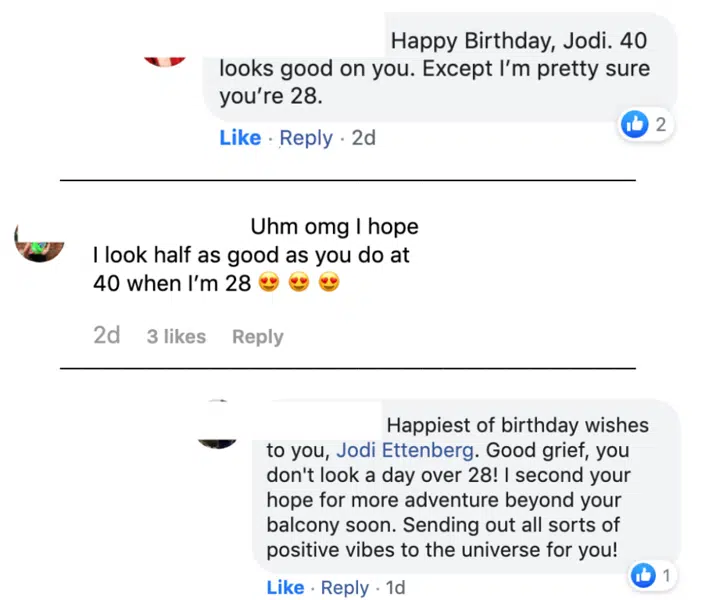 Happy Birthday, Jodi. 40
looks good on you. Except I’m pretty sure
you’re 28.
2
Like · Reply · 2d
Uhm omg I hope
I look half as good as you do at
40 when I’m 28 😍 😍 😍
2d 3 likes Reply
Happiest of birthday wishes
to you, Jodi Ettenberg. Good grief, you
don't look a day over 28! I second your
hope for more adventure beyond your
balcony soon. Sending out all sorts of
positive vibes to the universe for you!
1
Like · Reply · 1d